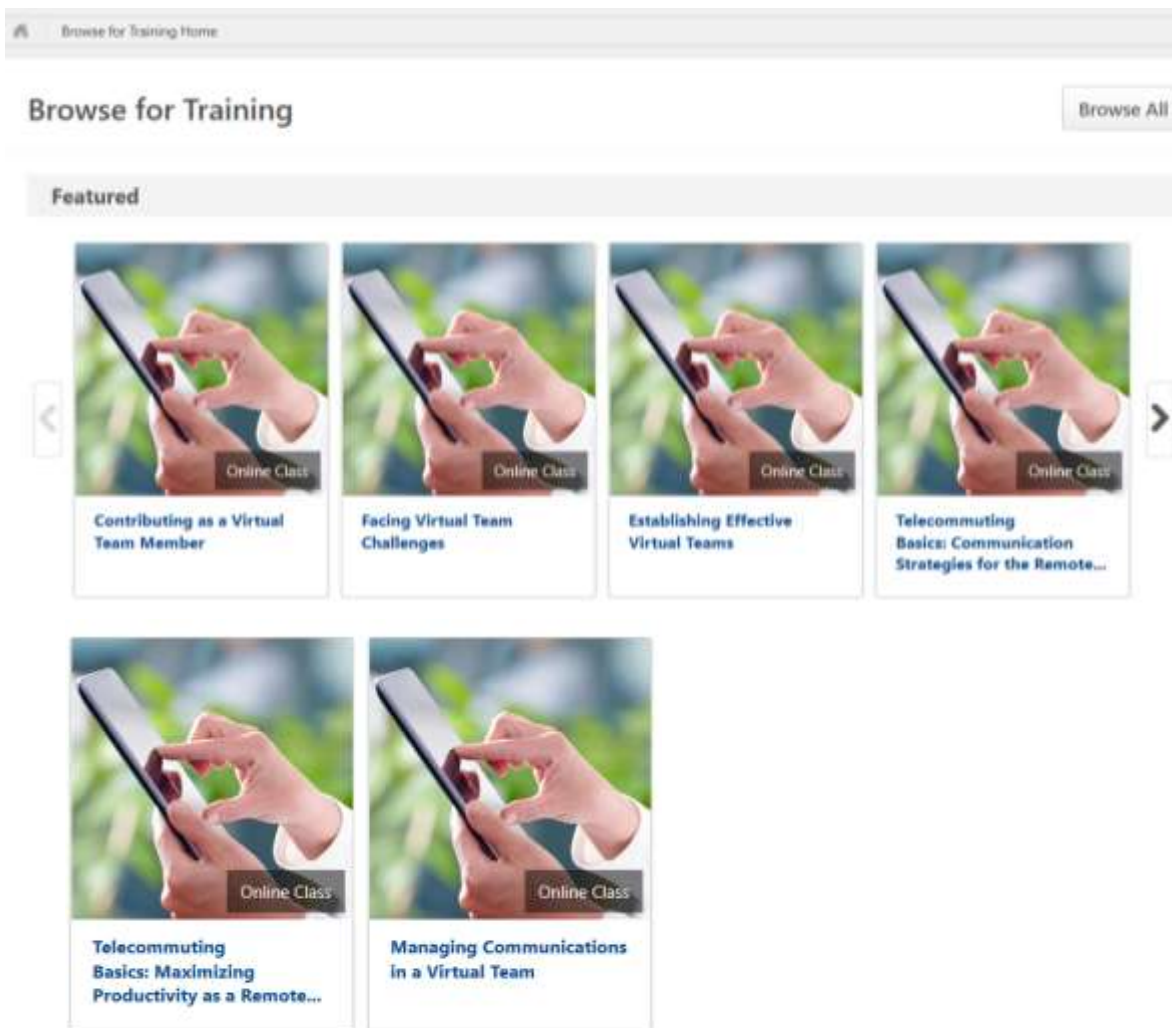 Browse for Training Home
Browse for Training
Browse All
Featured
Online Class
Online Class
Online Class
Online Class
Contributing as a Virtual
Team Member
Facing Virtual Team
Challenges
Establishing Effective
Virtual Teams
Telecommuting
Basics: Communication
Strategies for the Remote...
Online Class
Online Class
Telecommuting
Basics: Maximizing
Productivity as a Remote...
Managing Communications
in a Virtual Team